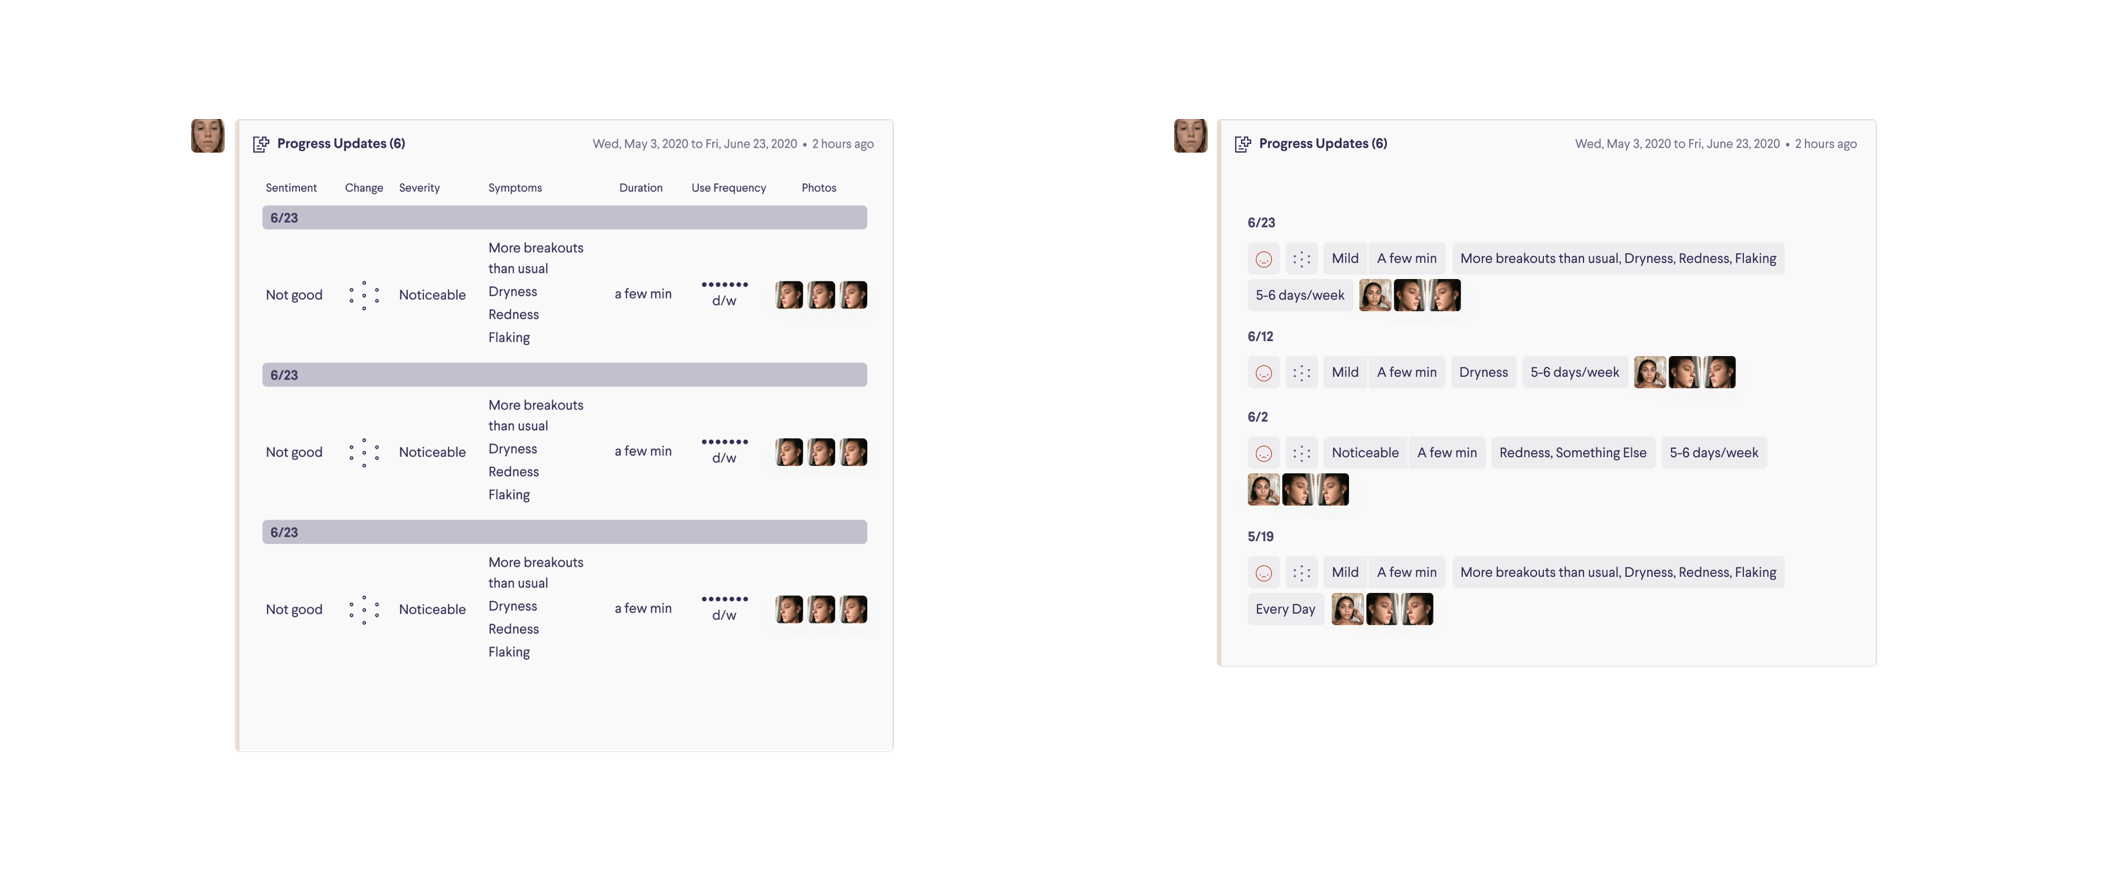 Progress Updates (6)
Wed, May 3, 2020 to Fri, June 23, 2020 • 2 hours ago
Sentiment Change Severity Symptoms Duration Use Frequency Photos
6/23
More breakouts
than usual
Dryness
Not good Noticeable a few min d/w
Redness
Flaking
6/23
More breakouts
than usual
Dryness
Not good Noticeable a few min d/w
Redness
Flaking
6/23
More breakouts
than usual
Dryness
Not good Noticeable a few min d/w
Redness
Flaking
Progress Updates (6)
Wed, May 3, 2020 to Fri, June 23, 2020 • 2 hours ago
6/23
Mild A few min More breakouts than usual, Dryness, Redness, Flaking
5-6 days/week
6/12
Mild A few min Dryness 5-6 days/week
6/2
Noticeable A few min Redness, Something Else 5-6 days/week
5/19
Mild A few min More breakouts than usual, Dryness, Redness, Flaking
Every Day